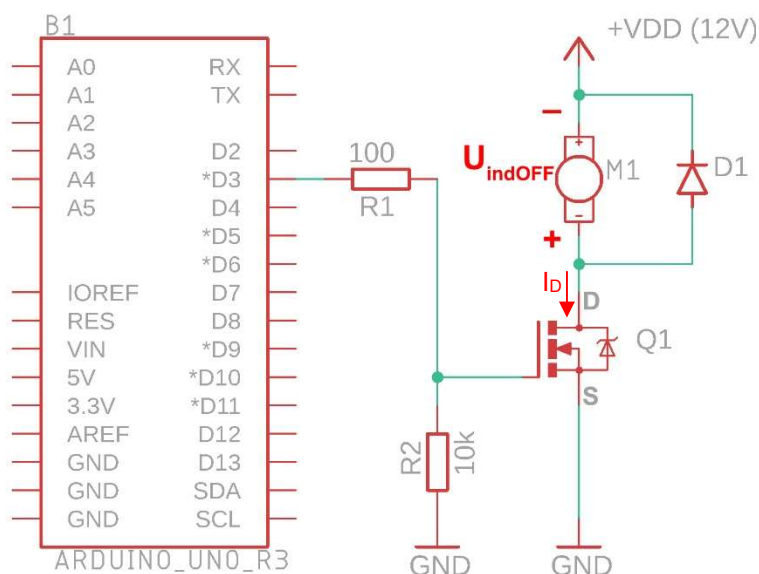 B1
A0 RX
A1 TX
A2
A3 D2
A4 *D3
A5 D4
*D5
*D6
IOREF D7
RES D8
VIN *D9
5V *D10
3.3V *D11
AREF D12
GND D13
GND SDA
GND SCL
ARDUINO_UNO_R3
100
R1
R2
10k
GND
+VDD (12V)
–
+
UindOFF
M1
-
+
D1
ID
D
Q1
S
GND